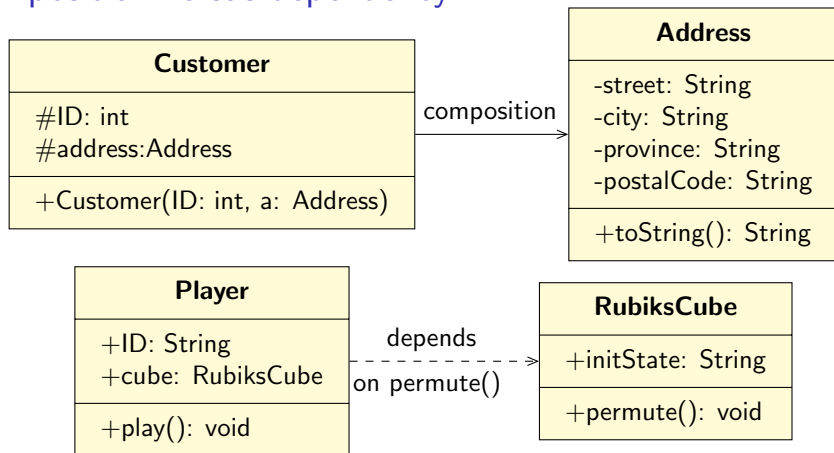 Customer
#ID: int
#address:Address
+Customer(ID: int, a: Address)
composition
Address
-street: String
-city: String
-province: String
-postalCode: String
+toString(): String
Player
+ID: String
+cube: RubiksCube
+play(): void
depends
on permute()
RubiksCube
+initState: String
+permute(): void